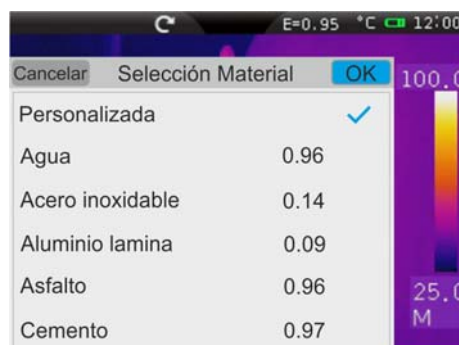 E=0.95 °C 12:00
Cancelar Selección Material OK
100.0
Personalizada
Agua 0.96
Acero inoxidable 0.14
Aluminio lamina 0.09
Asfalto 0.96
25.0
Cemento 0.97
M